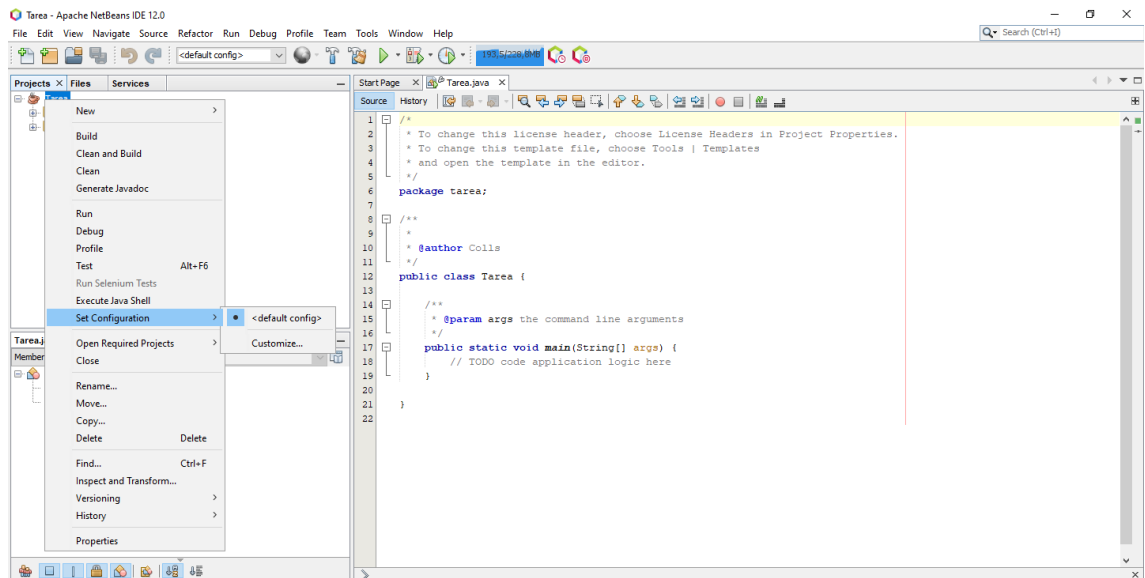 Tarea - Apache NetBeans IDE 12.0
File Edit View Navigate Source Refactor Run Debug Profile Team Tools Window Help
Search (Ctrl+I)
<default config>
Projects Files Services
Start Page Tarea.java
Source History
Tarea
New
Build
Clean and Build
Clean
Generate Javadoc
Run
Debug
Profile
Test Alt+F6
Run Selenium Tests
Execute Java Shell
Set Configuration
<default config>
Customize...
Open Required Projects
Close
Rename...
Move...
Copy...
Delete Delete
Find... Ctrl+F
Inspect and Transform...
Versioning
History
Properties
Tarea.j
Member
1 /*
2 * To change this license header, choose License Headers in Project Properties.
3 * To change this template file, choose Tools | Templates
4 * and open the template in the editor.
5 */
6 package tarea;
7
8 /**
9 *
10 * @author Colls
11 */
12 public class Tarea {
13
14 /**
15 * @param args the command line arguments
16 */
17 public static void main(String[] args) {
18 // TODO code application logic here
19 }
20
21 }
22